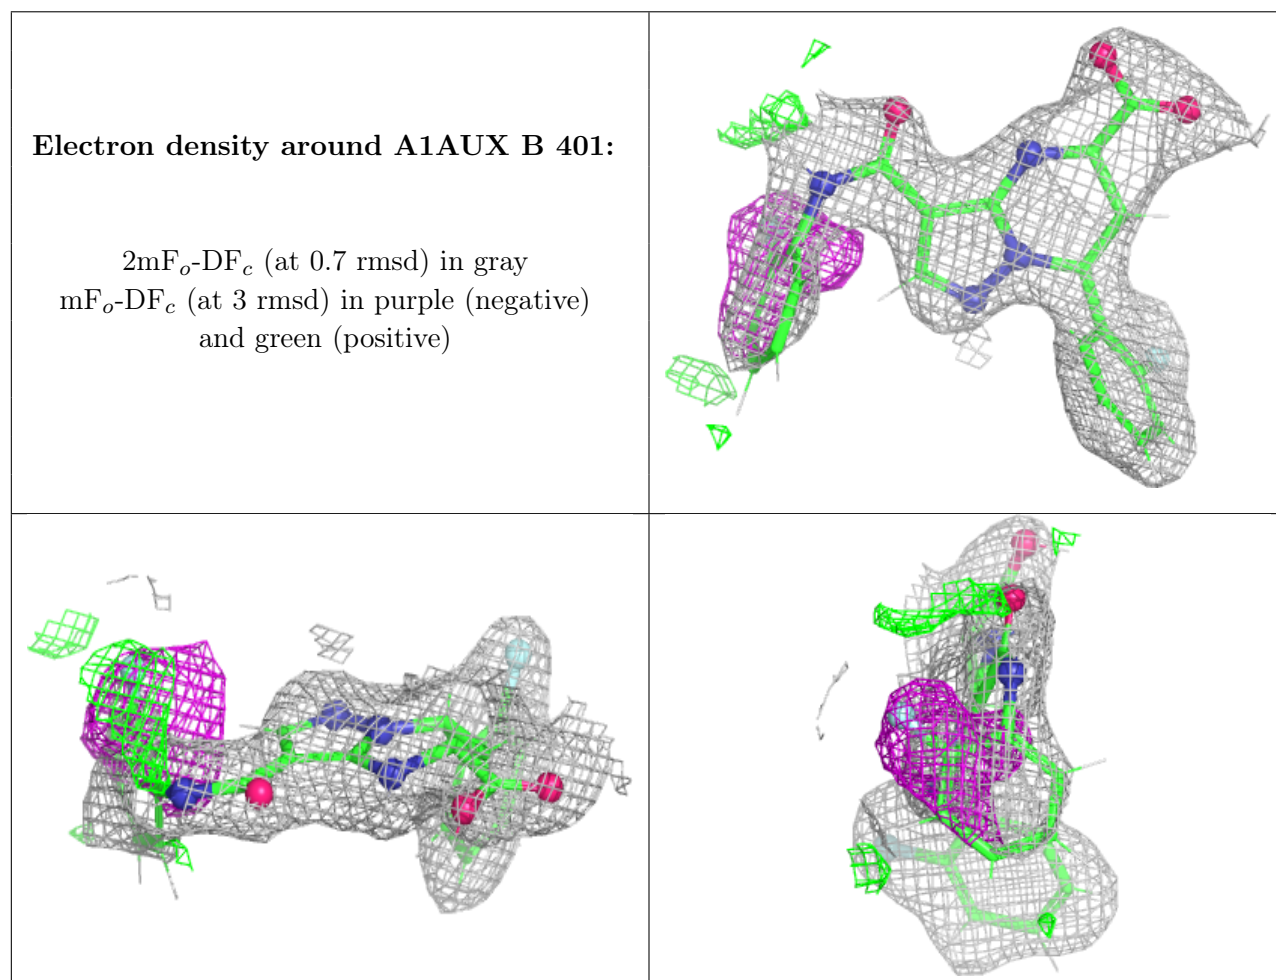 Electron density around A1AUX B 401:
2mFo-DFc (at 0.7 rmsd) in gray
mFo-DFc (at 3 rmsd) in purple (negative)
and green (positive)